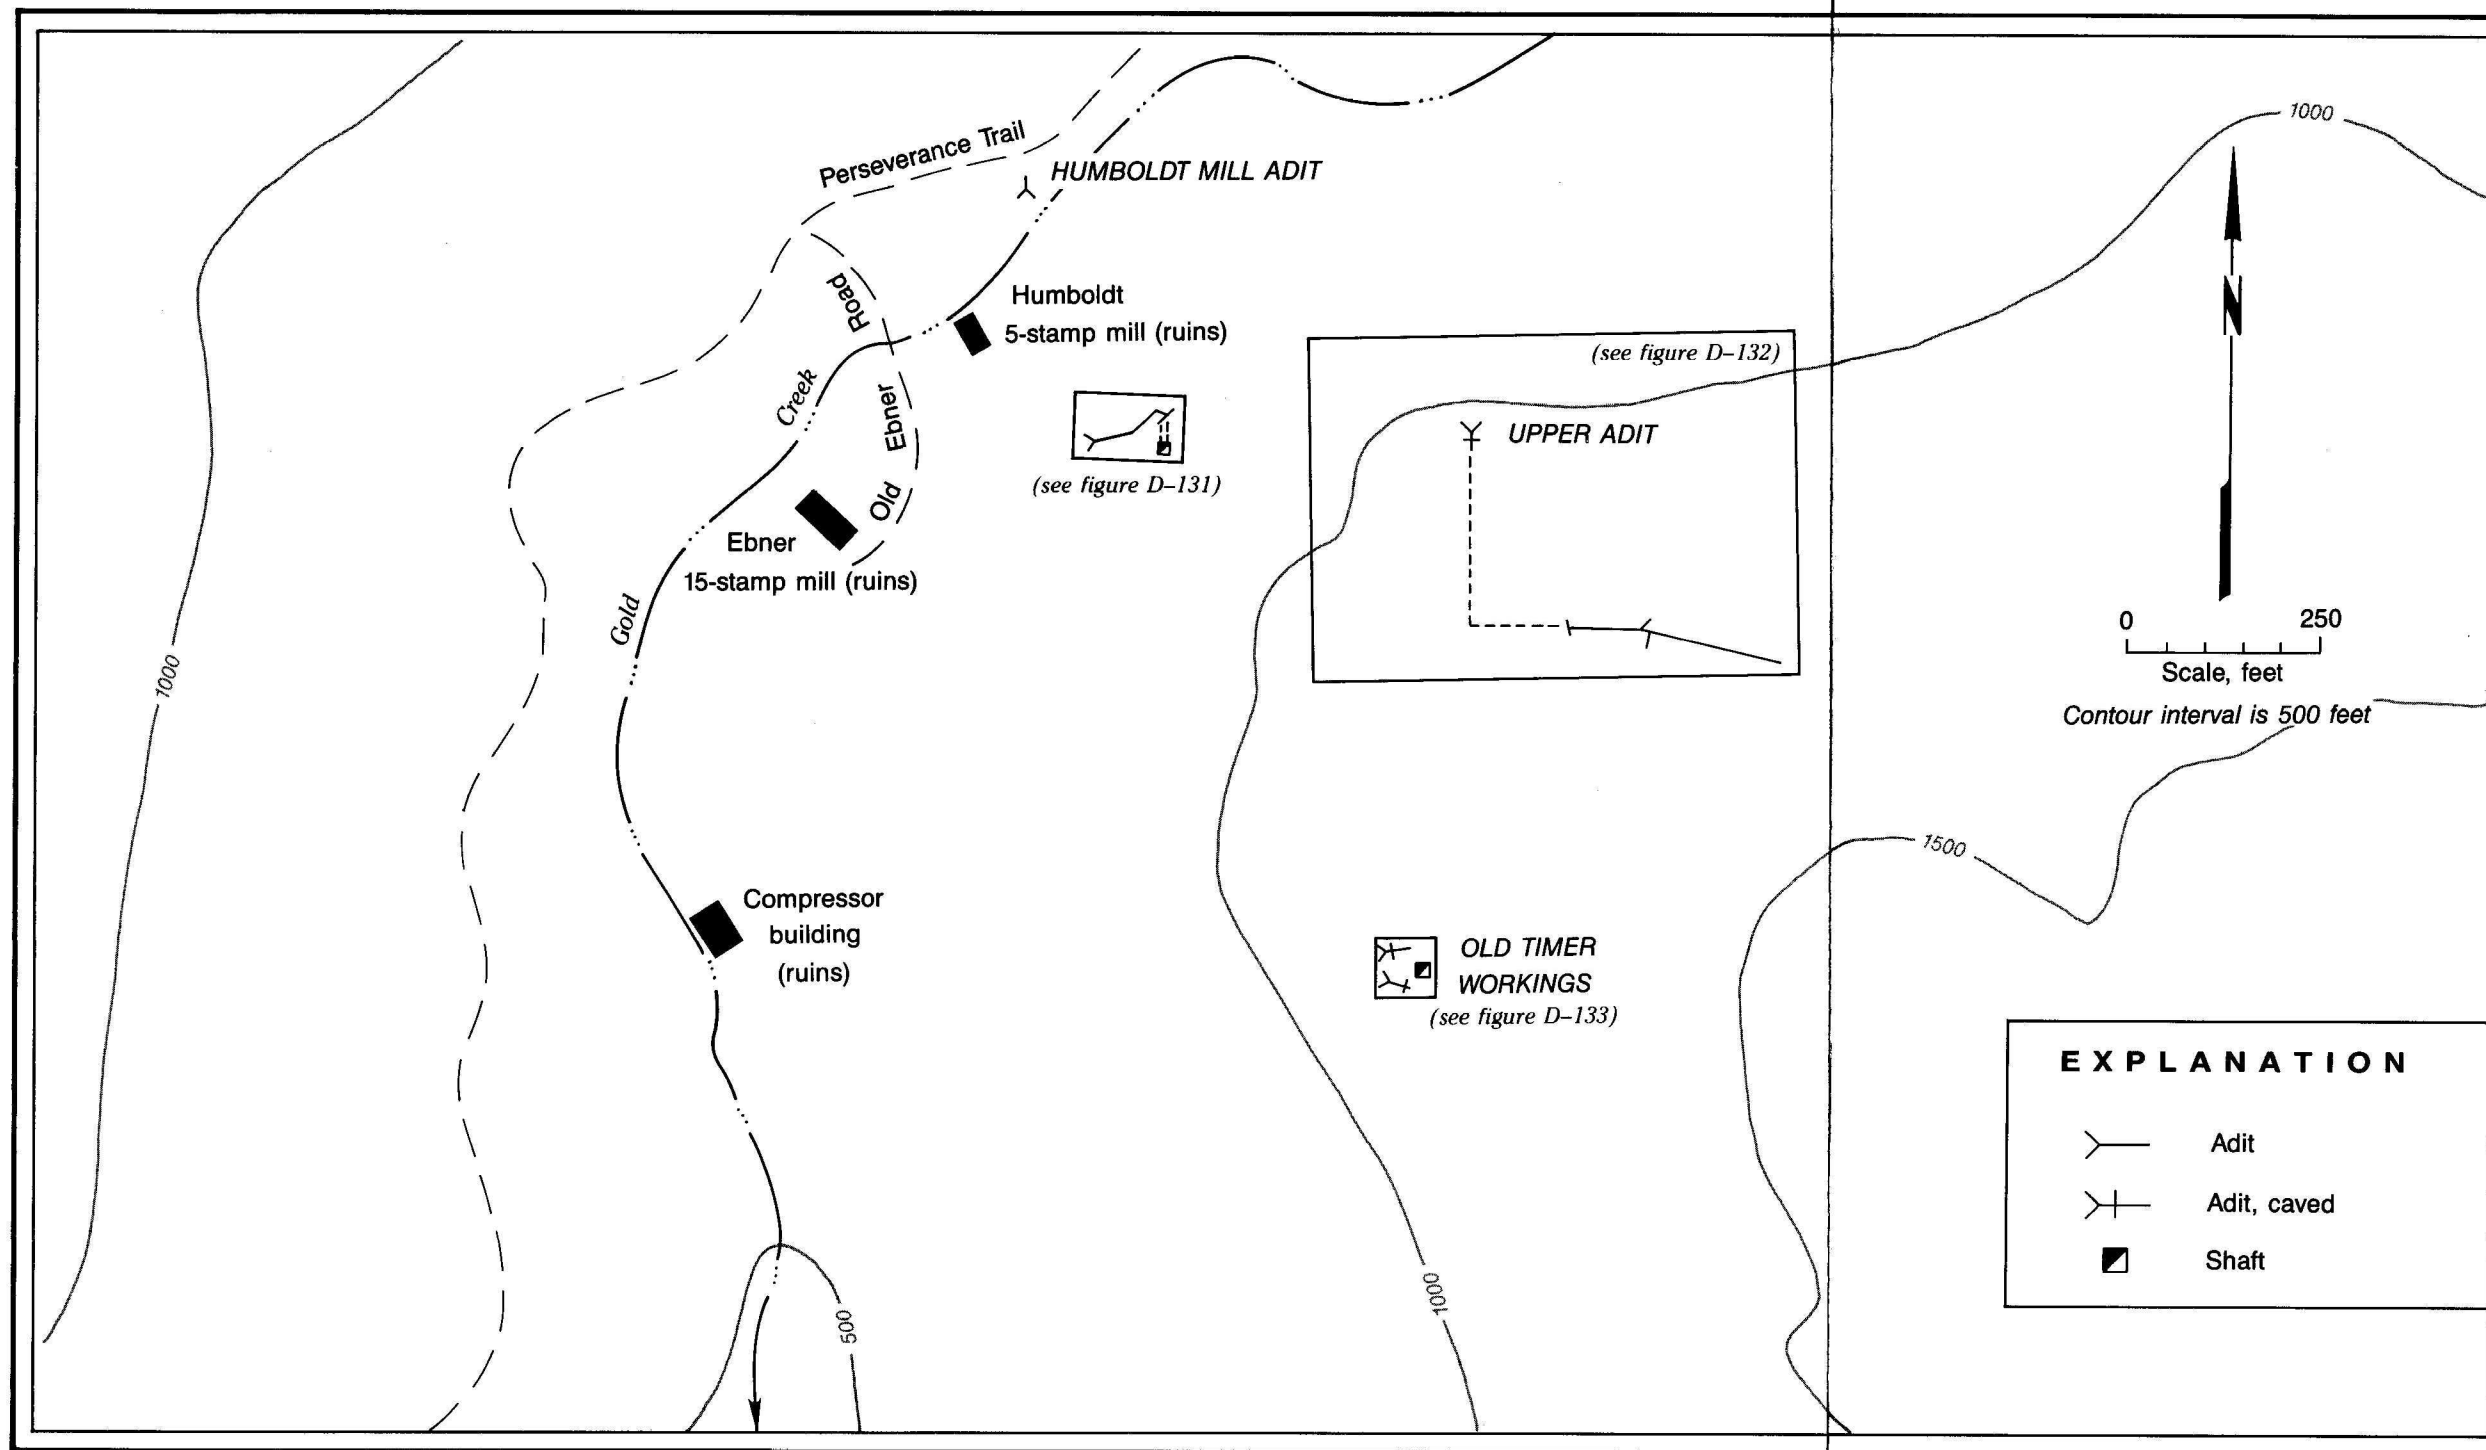 1000
Perseverance Trail
HUMBOLDT MILL ADIT
Humboldt
5-stamp mill (ruins)
Road
Ebner
Old
(see figure D–132)
UPPER ADIT
(see figure D–131)
Creek
Gold
Ebner
15-stamp mill (ruins)
N
0 250
Scale, feet
Contour interval is 500 feet
1000
1500
Compressor
building
(ruins)
OLD TIMER
WORKINGS
(see figure D–133)
1000
500
EXPLANATION
Adit
Adit, caved
Shaft